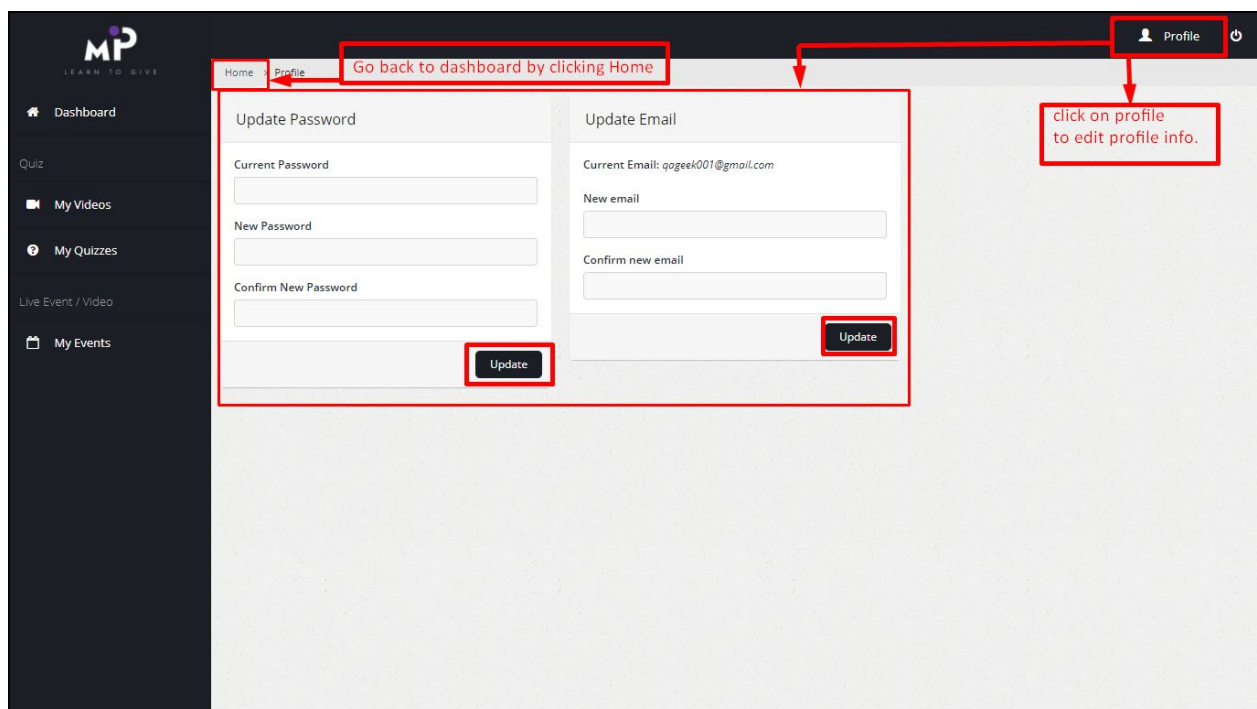 MIP
LEARN TO GIVE
Profile
Home > Profile
Go back to dashboard by clicking Home
click on profile
to edit profile info.
Dashboard
Quiz
My Videos
My Quizzes
Live Event / Video
My Events
Update Password
Current Password
New Password
Confirm New Password
Update
Update Email
Current Email: qageek001@gmail.com
New email
Confirm new email
Update